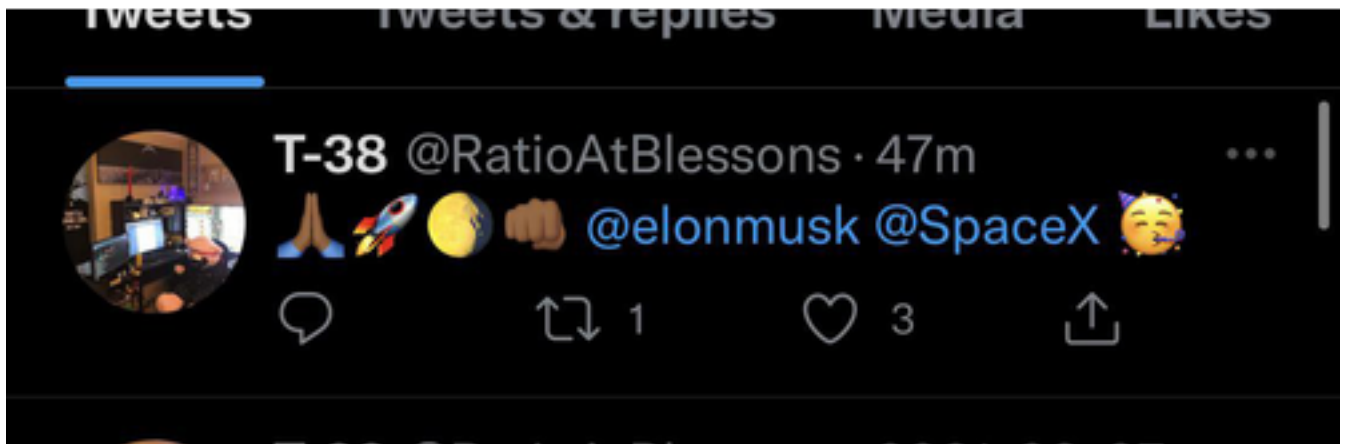 Tweets Tweets & replies Media Likes
T-38 @RatioAtBlessons · 47m
🙏🏾🚀🌖👊🏾 @elonmusk @SpaceX 🥳
1 3